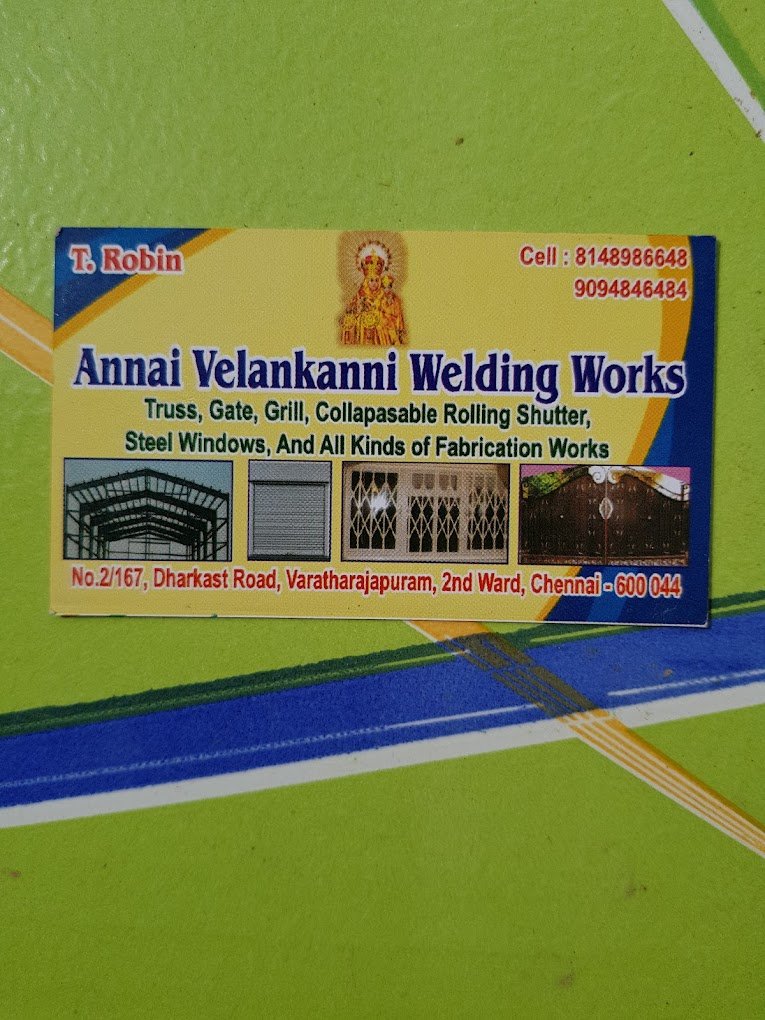 T. Robin
Cell : 8148986648
9094846484
Annai Velankanni Welding Works
Truss, Gate, Grill, Collapasable Rolling Shutter,
Steel Windows, And All Kinds of Fabrication Works
No.2/167, Dharkast Road, Varatharajapuram, 2nd Ward, Chennai - 600 044